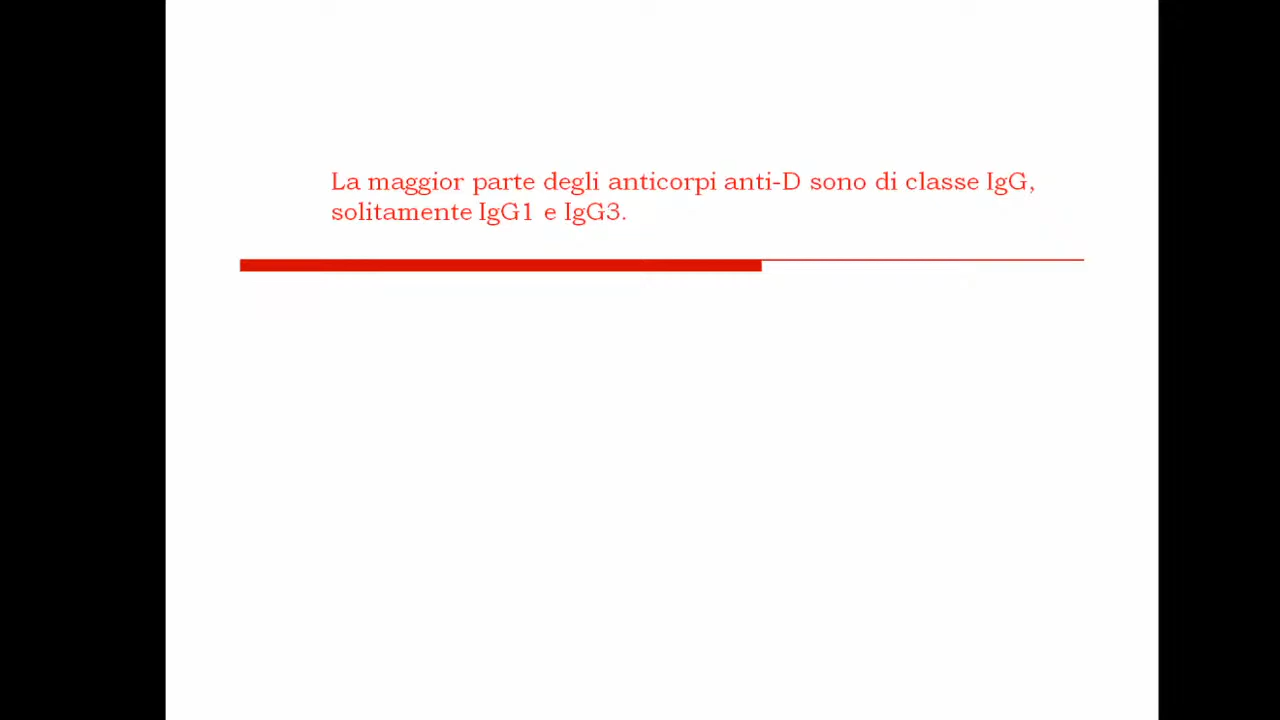 La maggior parte degli anticorpi anti-D sono di classe IgG,
solitamente IgG1 e IgG3.